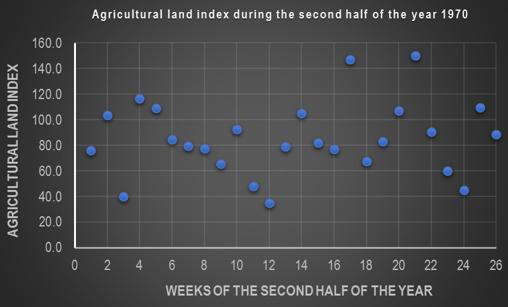 Agricultural land index during the second half of the year 1970
160.0
140.0
120.0
100.0
80.0
60.0
40.0
20.0
0.0
AGRICULTURAL LAND INDEX
0 2 4 6 8 10 12 14 16 18 20 22 24 26
WEEKS OF THE SECOND HALF OF THE YEAR